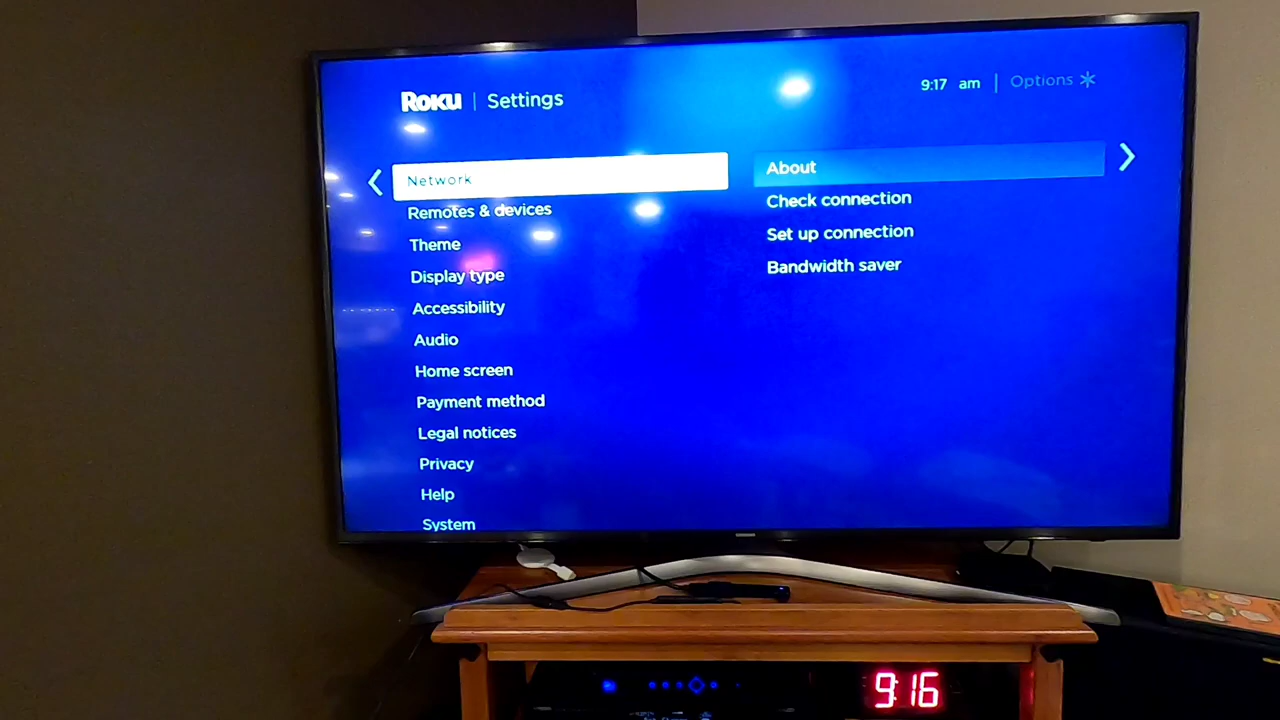 Roku | Settings
9:17 am | Options
Network
Remotes & devices
Theme
Display type
Accessibility
Audio
Home screen
Payment method
Legal notices
Privacy
Help
System
About
Check connection
Set up connection
Bandwidth saver
9:16